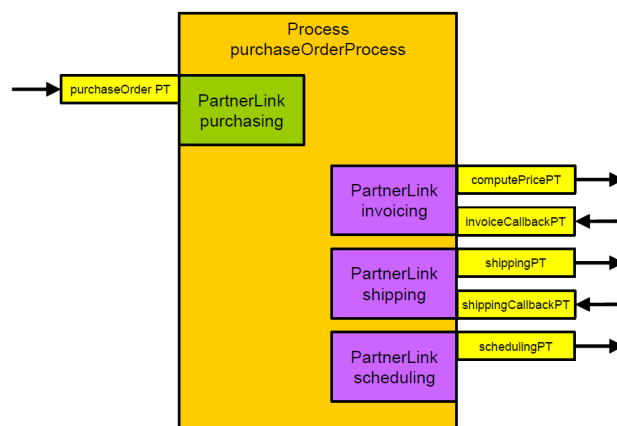 Process
purchaseOrderProcess
purchaseOrder PT
PartnerLink
purchasing
PartnerLink
invoicing
computePricePT
invoiceCallbackPT
PartnerLink
shipping
shippingPT
shippingCallbackPT
PartnerLink
scheduling
schedulingPT